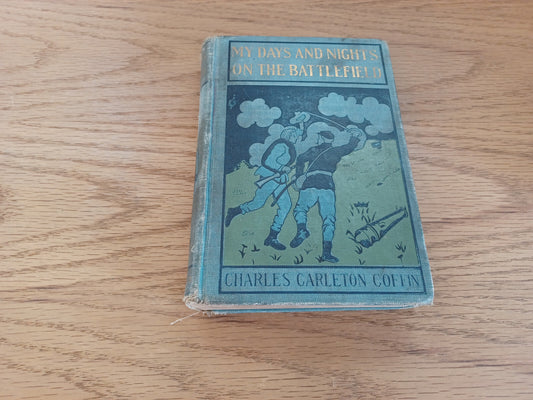 MY DAYS AND NIGHTS
ON THE BATTLEFIELD
CHARLES CARLETON COFFIN